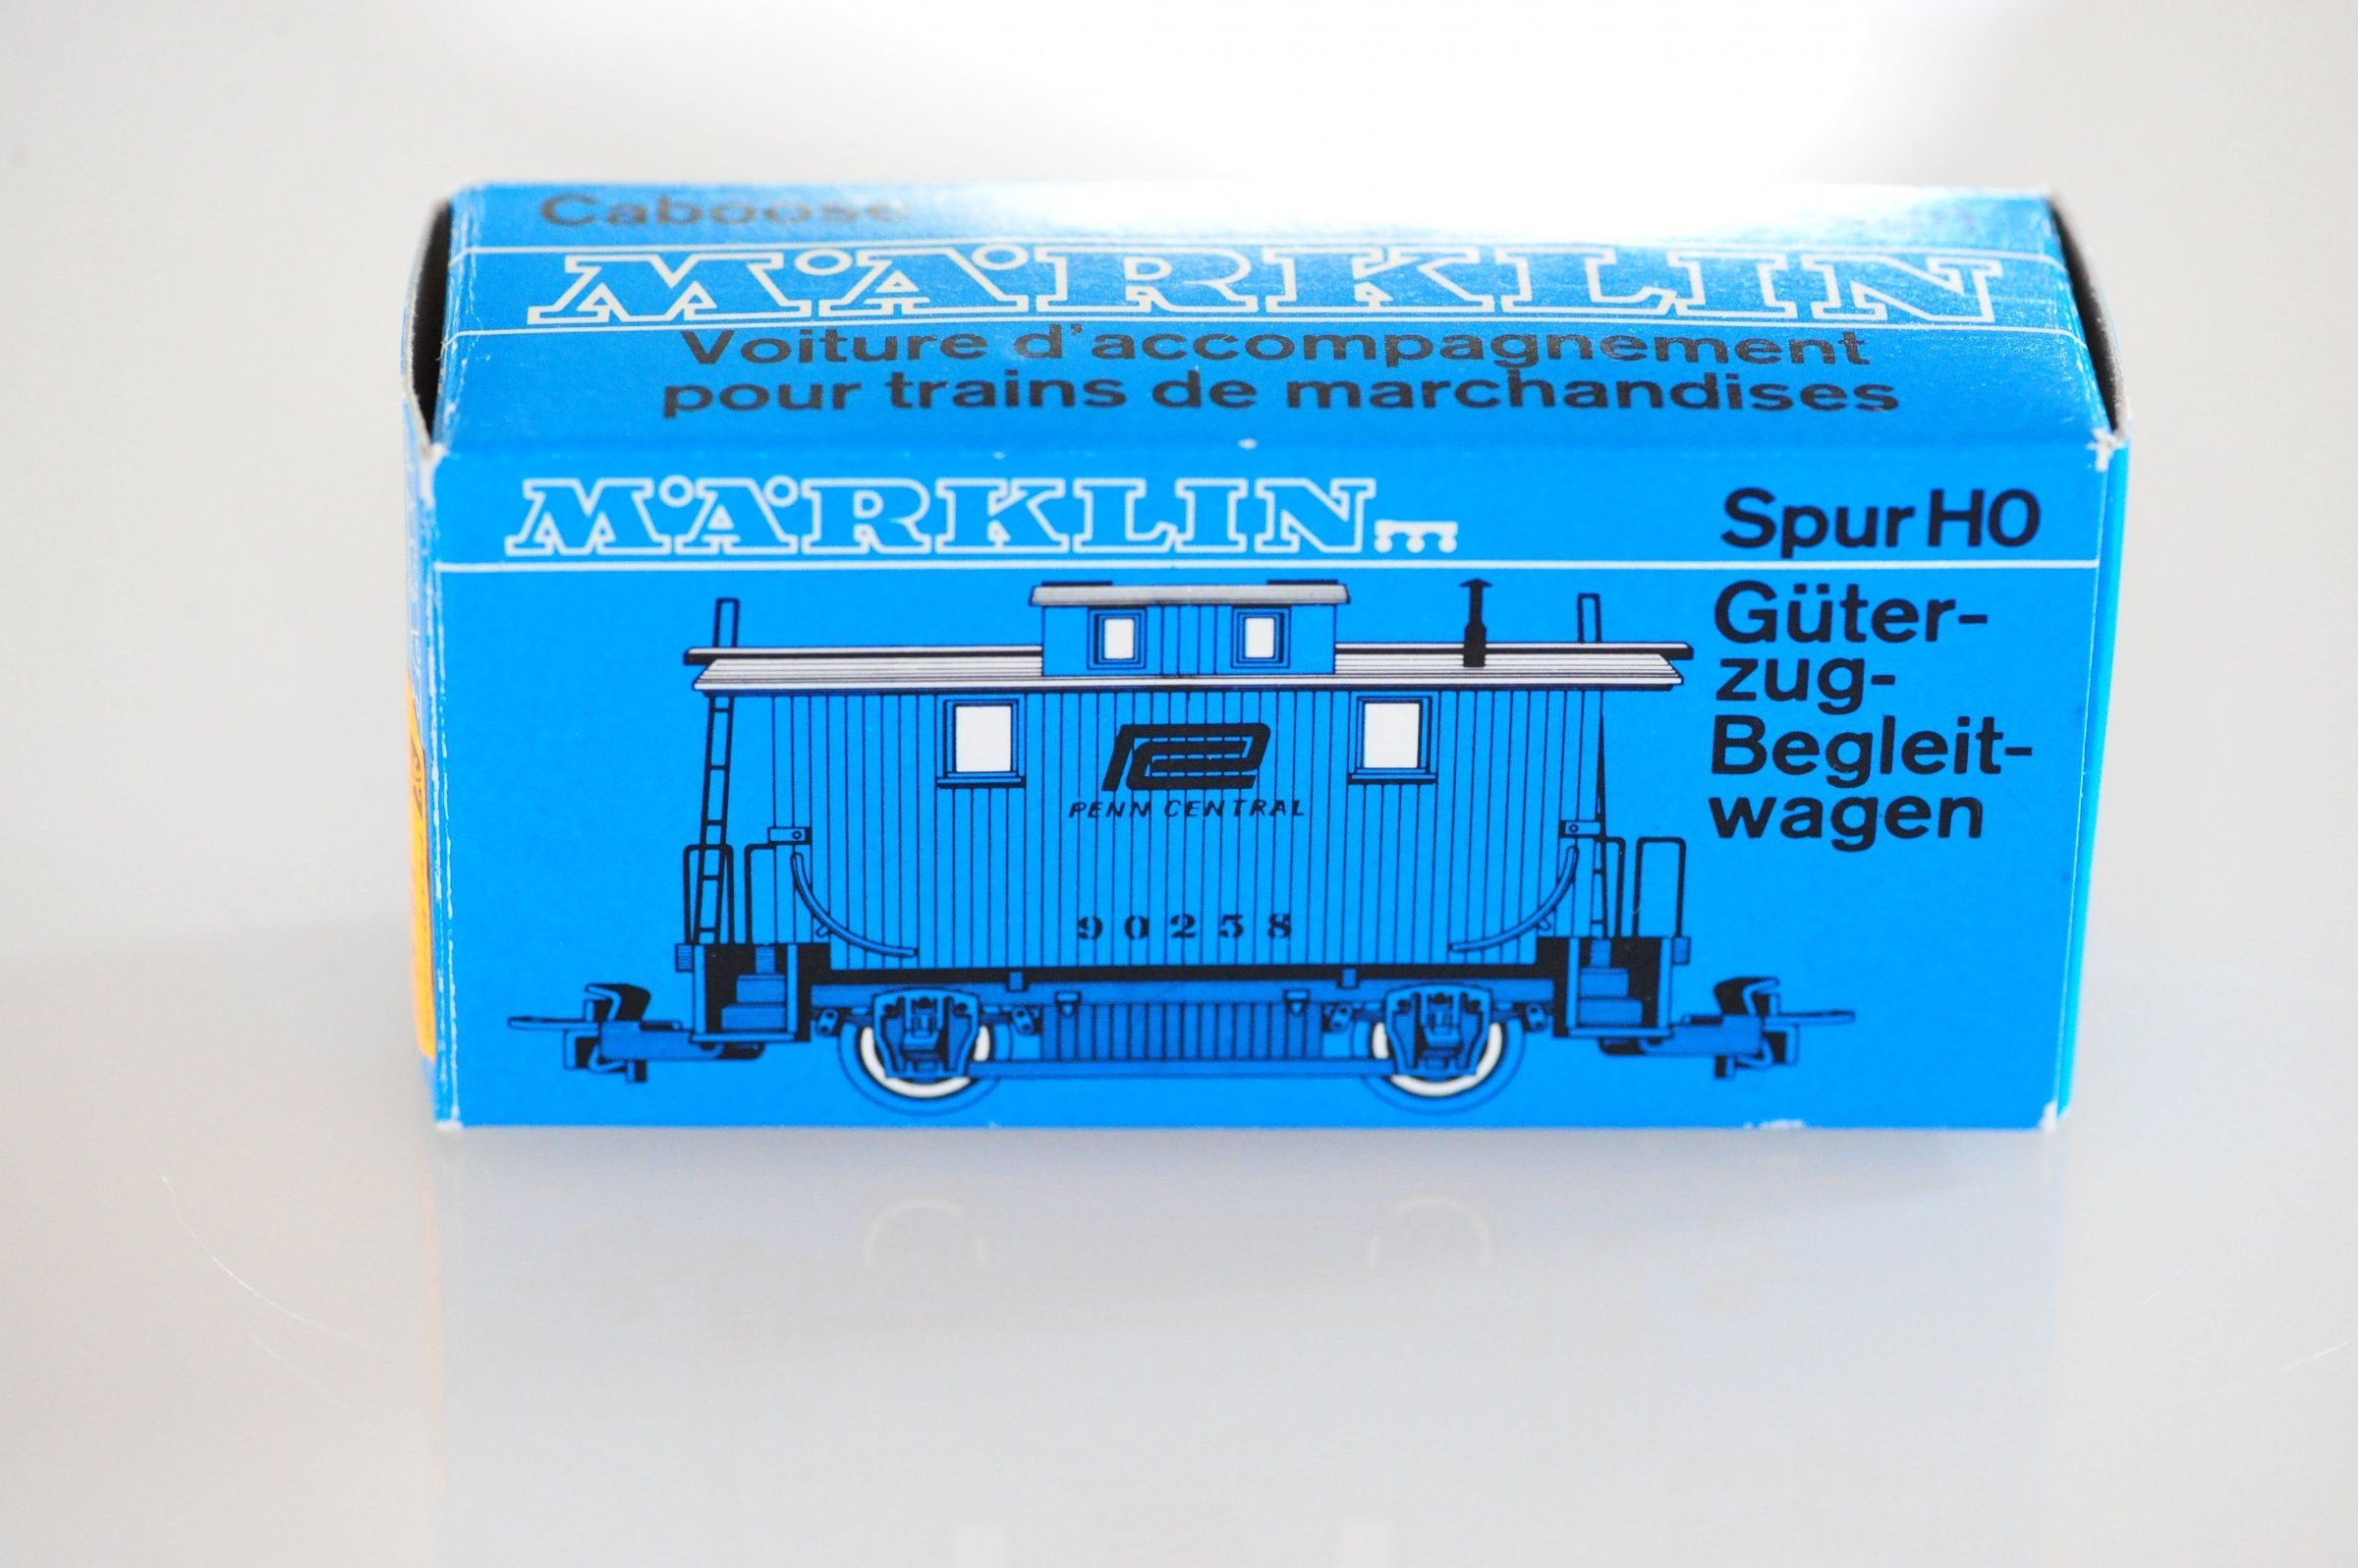 Caboose
MÄRKLIN
Voiture d'accompagnement
pour trains de marchandises
MÄRKLIN
Spur H0
Güter-
zug-
Begleit-
wagen
PENN CENTRAL
90258